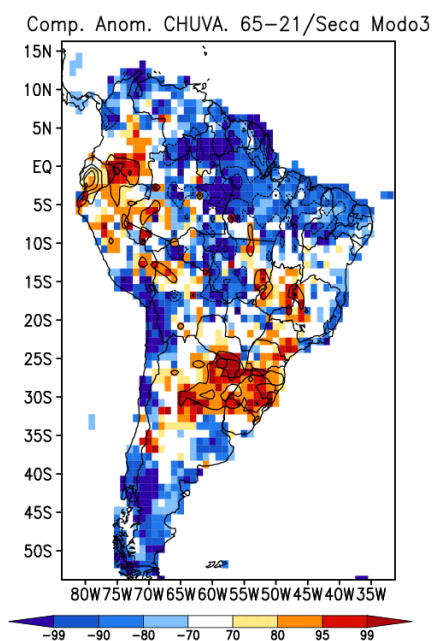 Comp. Anom. CHUVA. 65-21/Seca Modo3
15N
10N
5N
EQ
5S
10S
15S
20S
25S
30S
35S
40S
45S
50S
80W 75W 70W 65W 60W 55W 50W 45W 40W 35W
-99 -90 -80 -70 70 80 95 99